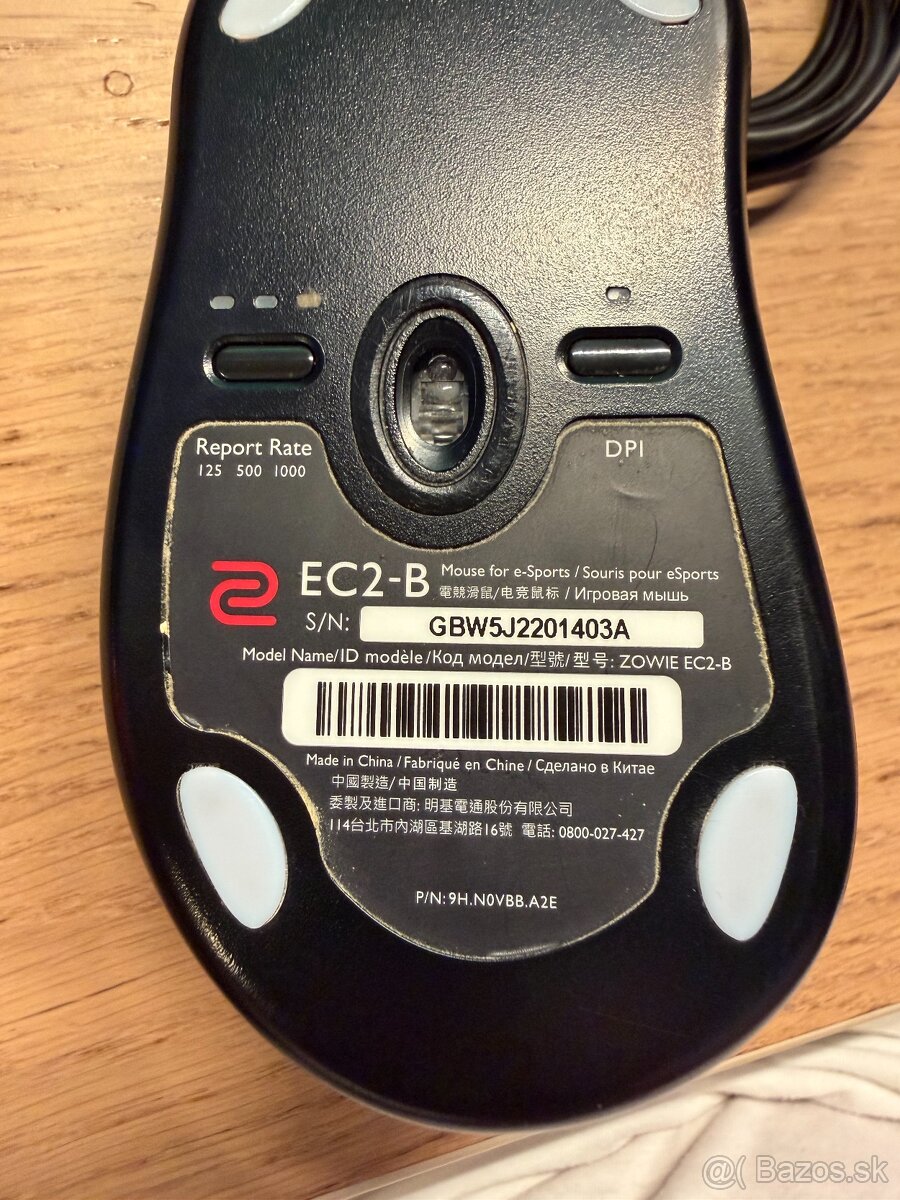 Report Rate
125 500 1000
DPI
EC2-B Mouse for e-Sports / Souris pour eSports
電競滑鼠/电竞鼠标 / Игровая мышь
S/N: GBW5J2201403A
Model Name/ID modèle/Код модел/型號/型号: ZOWIE EC2-B
Made in China / Fabriqué en Chine / Сделано в Китае
中國製造/中国制造
委製及進口商: 明基電通股份有限公司
114台北市內湖區基湖路16號 電話: 0800-027-427
P/N: 9H.N0VBB.A2E
@( Bazos.sk